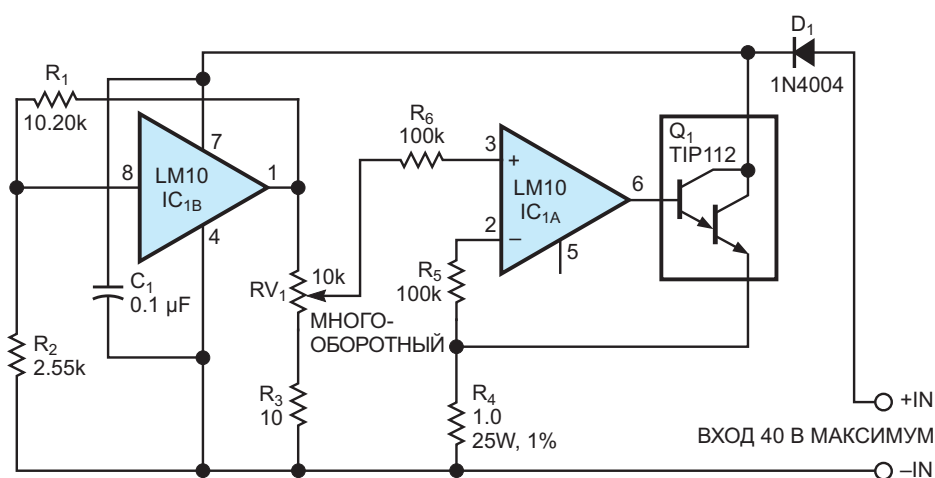 D₁
1N4004
R₁
10.20k
R₆
100k
Q₁
TIP112
7
8
LM10
IC₁B
1
4
3
+
LM10
IC₁A
6
2
–
5
C₁
0.1 µF
RV₁
10k
МНОГО-
ОБОРОТНЫЙ
R₅
100k
R₂
2.55k
R₃
10
R₄
1.0
25W, 1%
+IN
ВХОД 40 В МАКСИМУМ
–IN